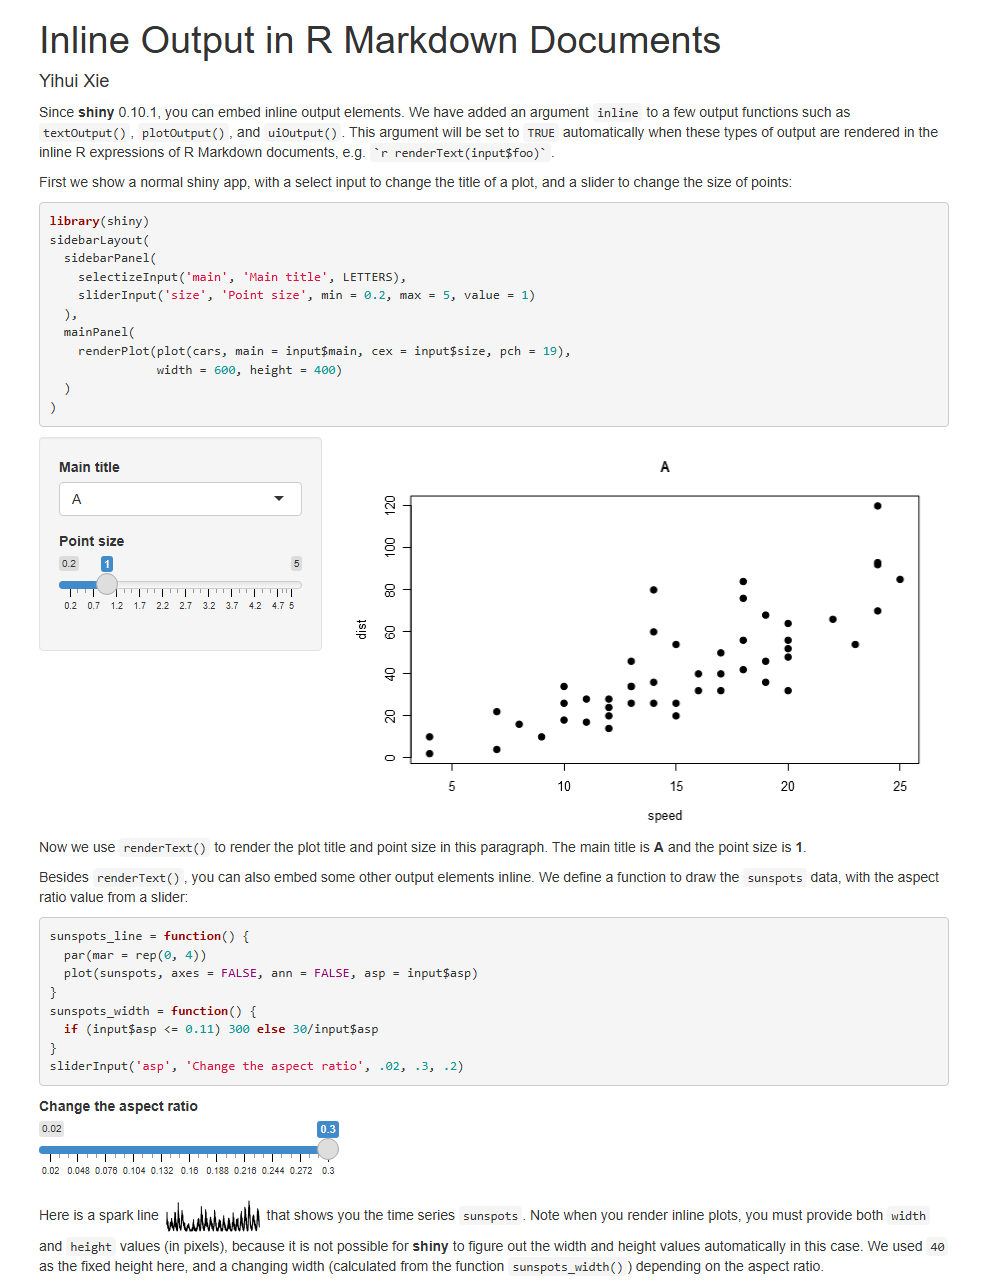 Inline Output in R Markdown Documents
Yihui Xie
Since shiny 0.10.1, you can embed inline output elements. We have added an argument inline to a few output functions such as
textOutput(), plotOutput(), and uiOutput(). This argument will be set to TRUE automatically when these types of output are rendered in the
inline R expressions of R Markdown documents, e.g. `r renderText(input$foo)`.
First we show a normal shiny app, with a select input to change the title of a plot, and a slider to change the size of points:
library(shiny)
sidebarLayout(
  sidebarPanel(
    selectizeInput('main', 'Main title', LETTERS),
    sliderInput('size', 'Point size', min = 0.2, max = 5, value = 1)
  ),
  mainPanel(
    renderPlot(plot(cars, main = input$main, cex = input$size, pch = 19),
               width = 600, height = 400)
  )
)
Main title
A
Point size
0.2 1 5
0.2 0.7 1.2 1.7 2.2 2.7 3.2 3.7 4.2 4.7 5
A
dist
120
100
80
60
40
20
0
5 10 15 20 25
speed
Now we use renderText() to render the plot title and point size in this paragraph. The main title is A and the point size is 1.
Besides renderText(), you can also embed some other output elements inline. We define a function to draw the sunspots data, with the aspect
ratio value from a slider:
sunspots_line = function() {
  par(mar = rep(0, 4))
  plot(sunspots, axes = FALSE, ann = FALSE, asp = input$asp)
}
sunspots_width = function() {
  if (input$asp <= 0.11) 300 else 30/input$asp
}
sliderInput('asp', 'Change the aspect ratio', .02, .3, .2)
Change the aspect ratio
0.02 0.3
0.02 0.048 0.076 0.104 0.132 0.16 0.188 0.216 0.244 0.272 0.3
Here is a spark line that shows you the time series sunspots. Note when you render inline plots, you must provide both width
and height values (in pixels), because it is not possible for shiny to figure out the width and height values automatically in this case. We used 40
as the fixed height here, and a changing width (calculated from the function sunspots_width()) depending on the aspect ratio.